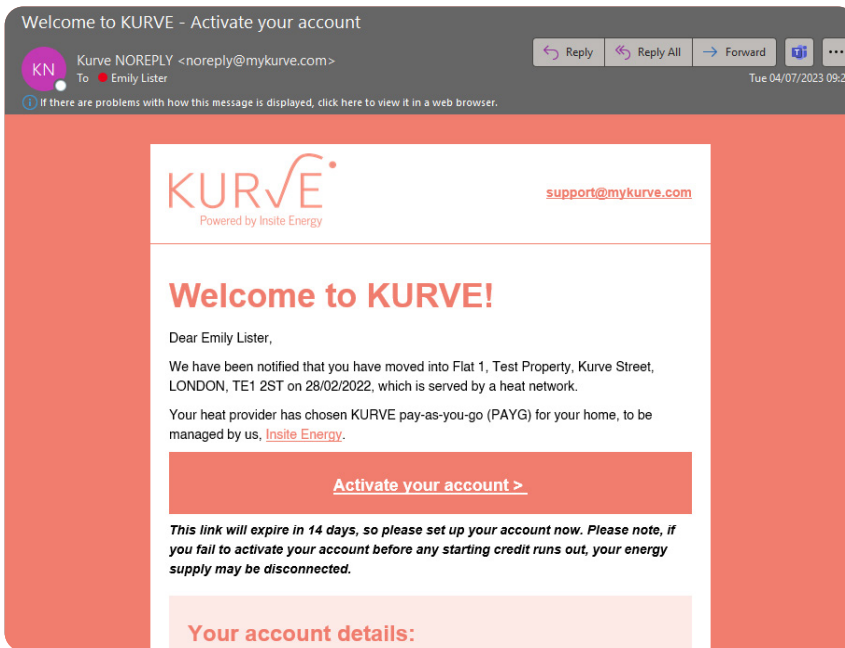 Welcome to KURVE - Activate your account
KN
Kurve NOREPLY <noreply@mykurve.com>
To Emily Lister
Reply
Reply All
Forward
Tue 04/07/2023 09:2
If there are problems with how this message is displayed, click here to view it in a web browser.
KURVE
Powered by Insite Energy
support@mykurve.com
Welcome to KURVE!
Dear Emily Lister,
We have been notified that you have moved into Flat 1, Test Property, Kurve Street,
LONDON, TE1 2ST on 28/02/2022, which is served by a heat network.
Your heat provider has chosen KURVE pay-as-you-go (PAYG) for your home, to be
managed by us, Insite Energy.
Activate your account >
This link will expire in 14 days, so please set up your account now. Please note, if
you fail to activate your account before any starting credit runs out, your energy
supply may be disconnected.
Your account details: